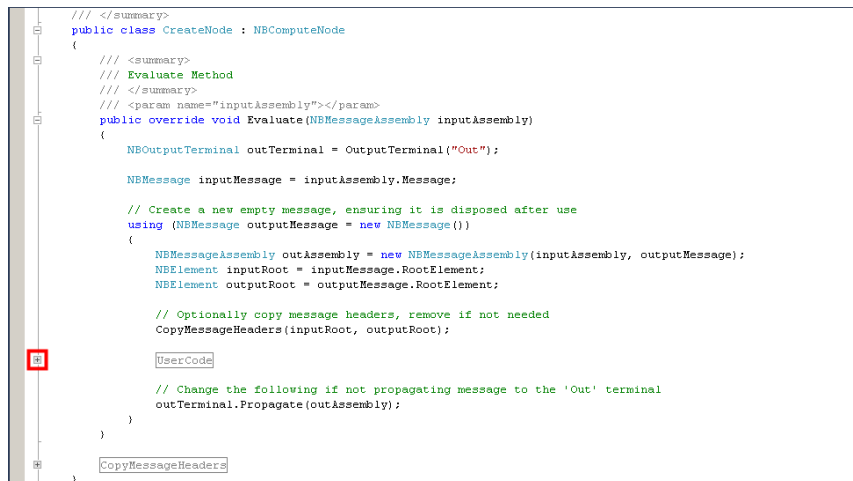 /// </summary>
public class CreateNode : NBComputeNode
{
/// <summary>
/// Evaluate Method
/// </summary>
/// <param name="inputAssembly"></param>
public override void Evaluate(NBMessageAssembly inputAssembly)
{
NBOutputTerminal outTerminal = OutputTerminal("Out");
NBMessage inputMessage = inputAssembly.Message;
// Create a new empty message, ensuring it is disposed after use
using (NBMessage outputMessage = new NBMessage())
{
NBMessageAssembly outAssembly = new NBMessageAssembly(inputAssembly, outputMessage);
NBElement inputRoot = inputMessage.RootElement;
NBElement outputRoot = outputMessage.RootElement;
// Optionally copy message headers, remove if not needed
CopyMessageHeaders(inputRoot, outputRoot);
UserCode
// Change the following if not propagating message to the 'Out' terminal
outTerminal.Propagate(outAssembly);
}
}
CopyMessageHeaders
}